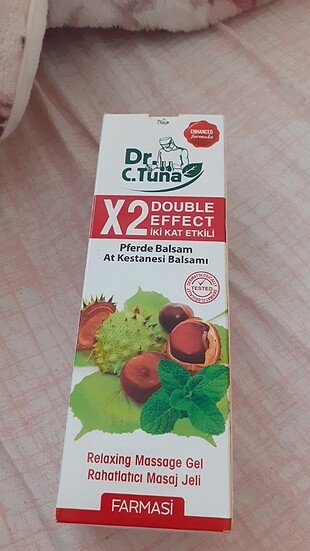 ENHANCED
formula
Dr.
C.Tuna
X2 DOUBLE
EFFECT
İKİ KAT ETKİLİ
Pferde Balsam
At Kestanesi Balsamı
TESTED
Relaxing Massage Gel
Rahatlatıcı Masaj Jeli
FARMASİ